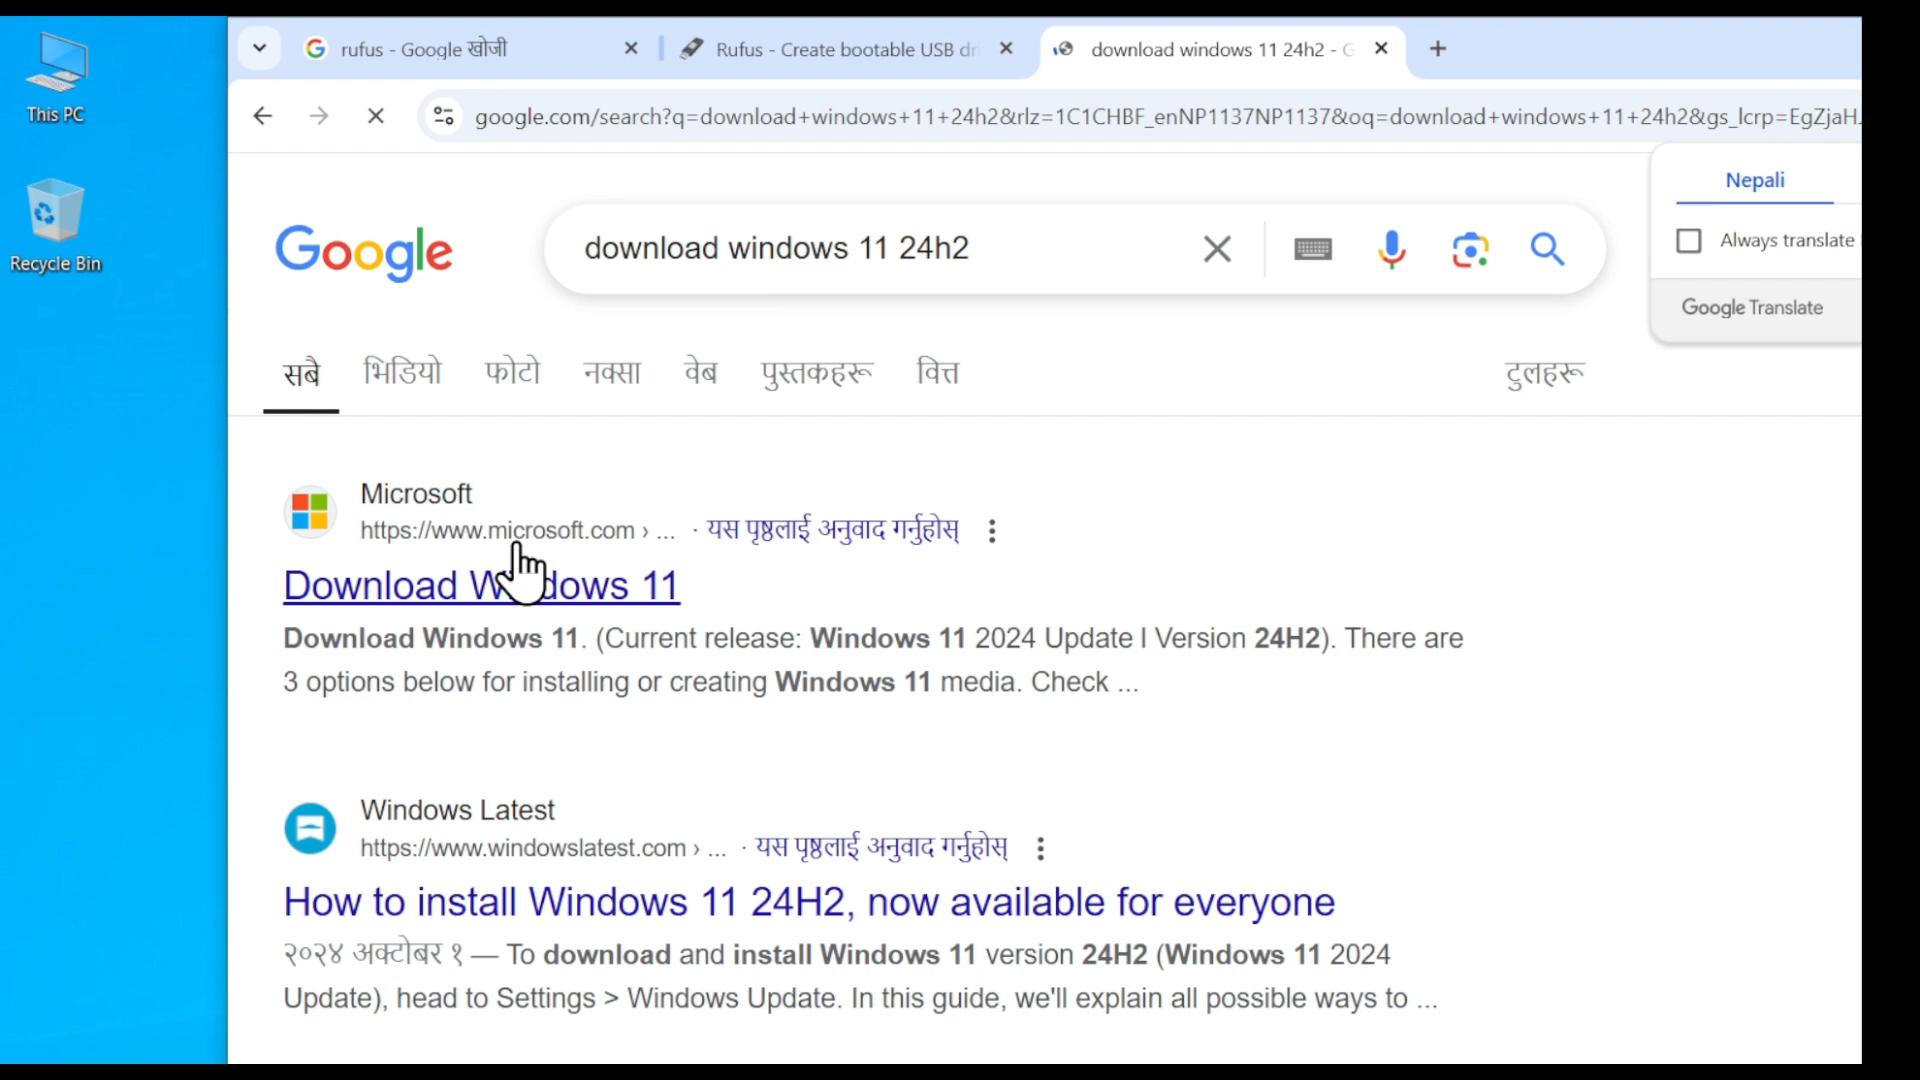 This PC
Recycle Bin
rufus - Google खोजी
Rufus - Create bootable USB dr
download windows 11 24h2 - G
google.com/search?q=download+windows+11+24h2&rlz=1C1CHBF_enNP1137NP1137&oq=download+windows+11+24h2&gs_lcrp=EgZjaHJ
Google
download windows 11 24h2
Nepali
Always translate
Google Translate
सबै
भिडियो
फोटो
नक्सा
वेब
पुस्तकहरू
वित्त
टुलहरू
Microsoft
https://www.microsoft.com › ... · यस पृष्ठलाई अनुवाद गर्नुहोस्
Download Windows 11
Download Windows 11. (Current release: Windows 11 2024 Update l Version 24H2). There are
3 options below for installing or creating Windows 11 media. Check ...
Windows Latest
https://www.windowslatest.com › ... · यस पृष्ठलाई अनुवाद गर्नुहोस्
How to install Windows 11 24H2, now available for everyone
२०२४ अक्टोबर १ — To download and install Windows 11 version 24H2 (Windows 11 2024
Update), head to Settings > Windows Update. In this guide, we'll explain all possible ways to ...